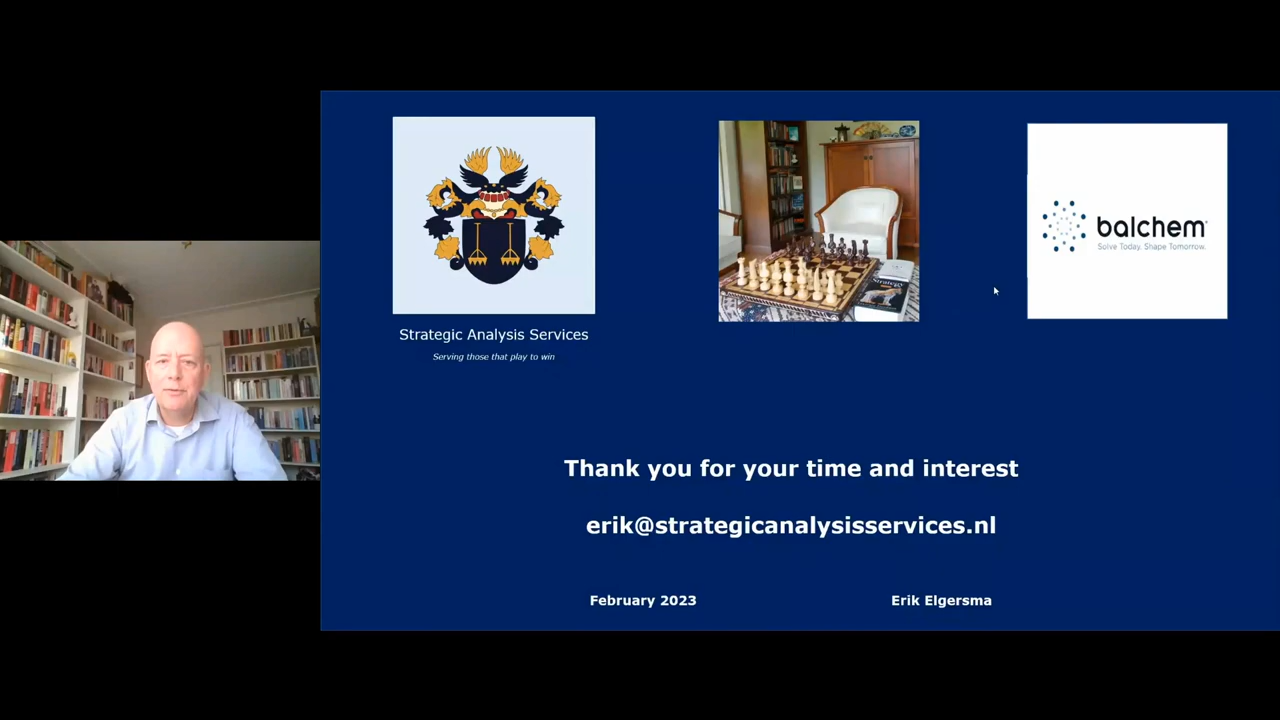 Strategic Analysis Services
Serving those that play to win
Strategy
balchem
Solve Today. Shape Tomorrow.
Thank you for your time and interest
erik@strategicanalysisservices.nl
February 2023
Erik Elgersma